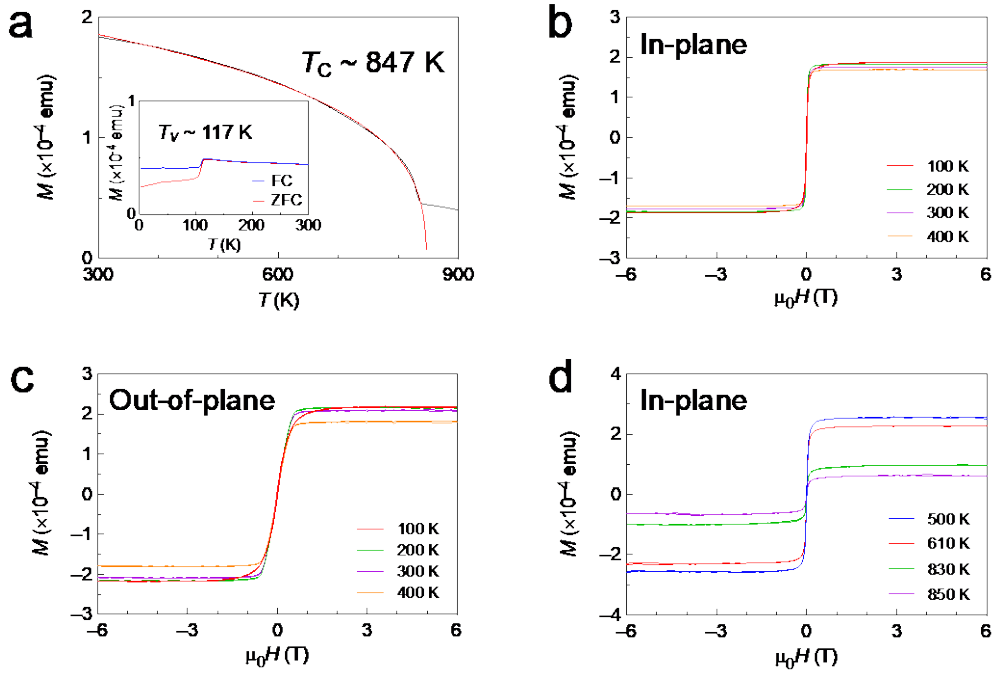 a
2
1
0
M (×10⁻⁴ emu)
T_C ~ 847 K
1
0
M (×10⁻⁴ emu)
T_V ~ 117 K
FC
ZFC
0 100 200 300
T (K)
300 600 900
T (K)
b
In-plane
3
2
1
0
−1
−2
−3
M (×10⁻⁴ emu)
100 K
200 K
300 K
400 K
−6 −3 0 3 6
μ₀H (T)
c
Out-of-plane
3
2
1
0
−1
−2
−3
M (×10⁻⁴ emu)
100 K
200 K
300 K
400 K
−6 −3 0 3 6
μ₀H (T)
d
In-plane
4
2
0
−2
−4
M (×10⁻⁴ emu)
500 K
610 K
830 K
850 K
−6 −3 0 3 6
μ₀H (T)